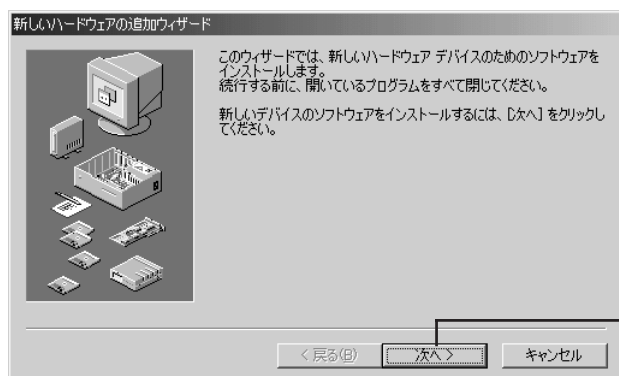 新しいハードウェアの追加ウィザード
このウィザードでは、新しいハードウェア デバイスのためのソフトウェアを
インストールします。
続行する前に、開いているプログラムをすべて閉じてください。
新しいデバイスのソフトウェアをインストールするには、[次へ] をクリックし
てください。
< 戻る(B)
次へ >
キャンセル